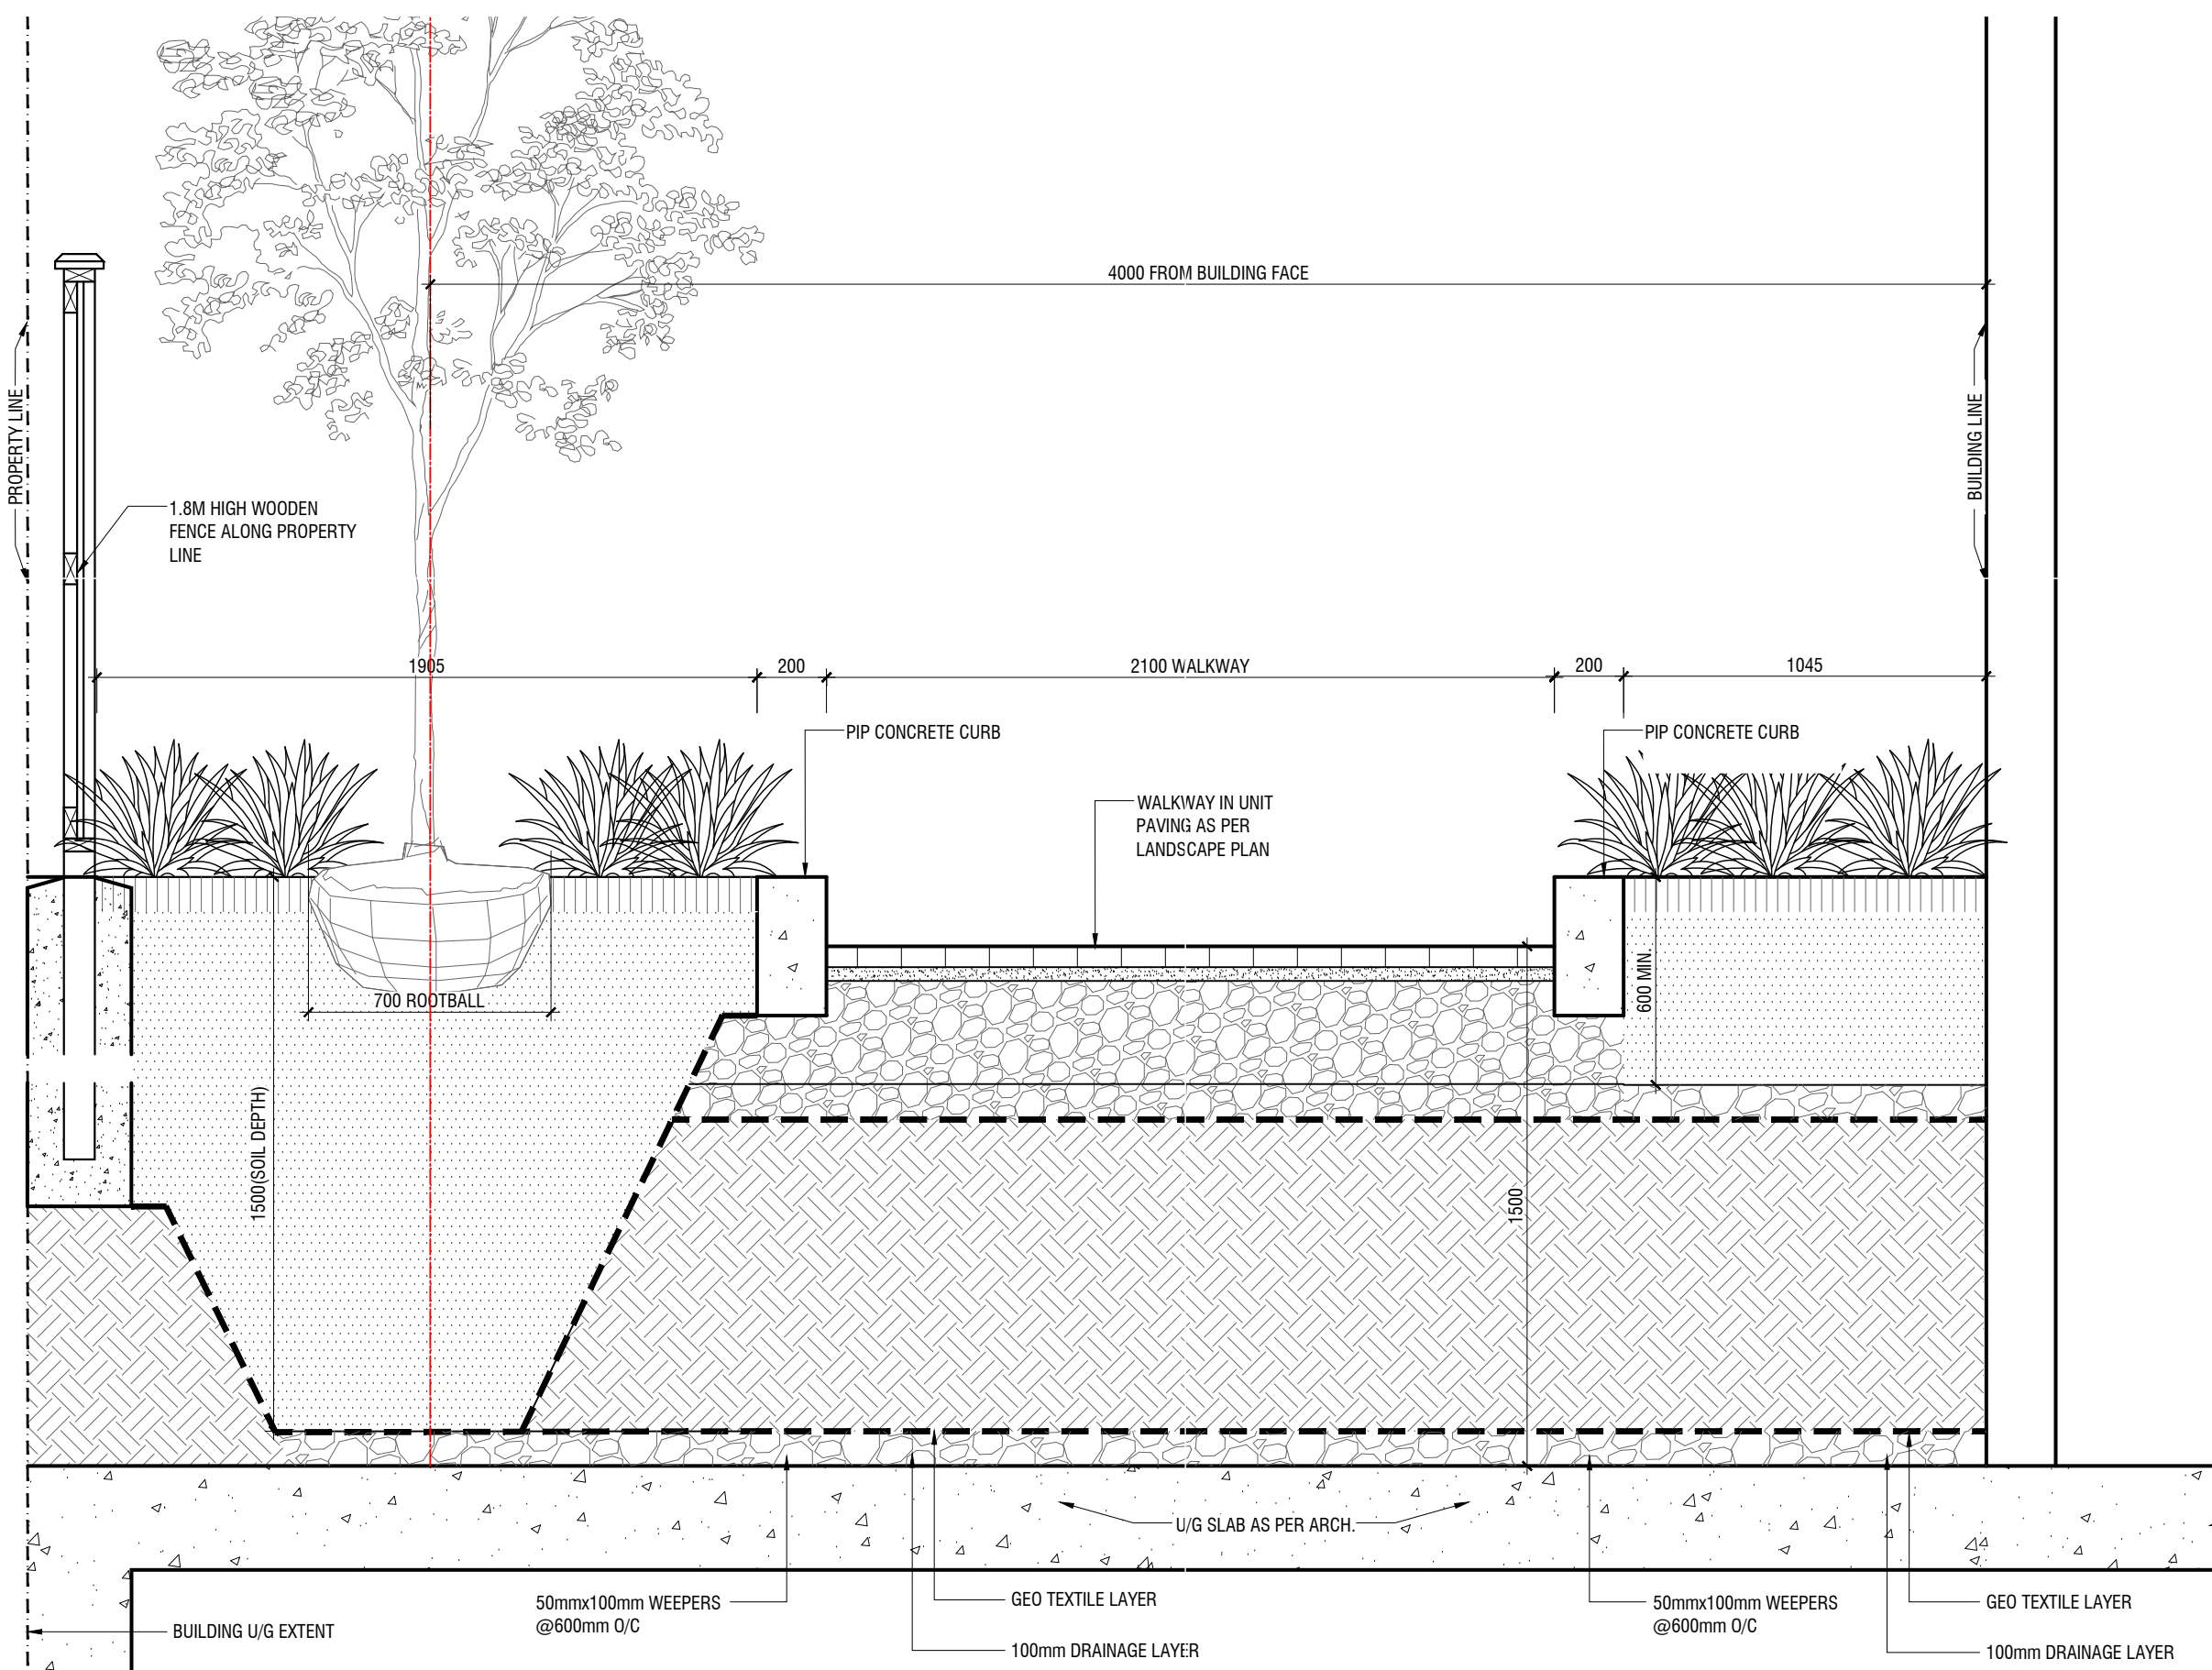 4000 FROM BUILDING FACE
PROPERTY LINE
BUILDING LINE
1.8M HIGH WOODEN
FENCE ALONG PROPERTY
LINE
1905
200
2100 WALKWAY
200
1045
PIP CONCRETE CURB
PIP CONCRETE CURB
WALKWAY IN UNIT
PAVING AS PER
LANDSCAPE PLAN
700 ROOTBALL
600 MIN.
1500(SOIL DEPTH)
1500
U/G SLAB AS PER ARCH.
50mmx100mm WEEPERS
@600mm O/C
GEO TEXTILE LAYER
100mm DRAINAGE LAYER
50mmx100mm WEEPERS
@600mm O/C
GEO TEXTILE LAYER
100mm DRAINAGE LAYER
BUILDING U/G EXTENT